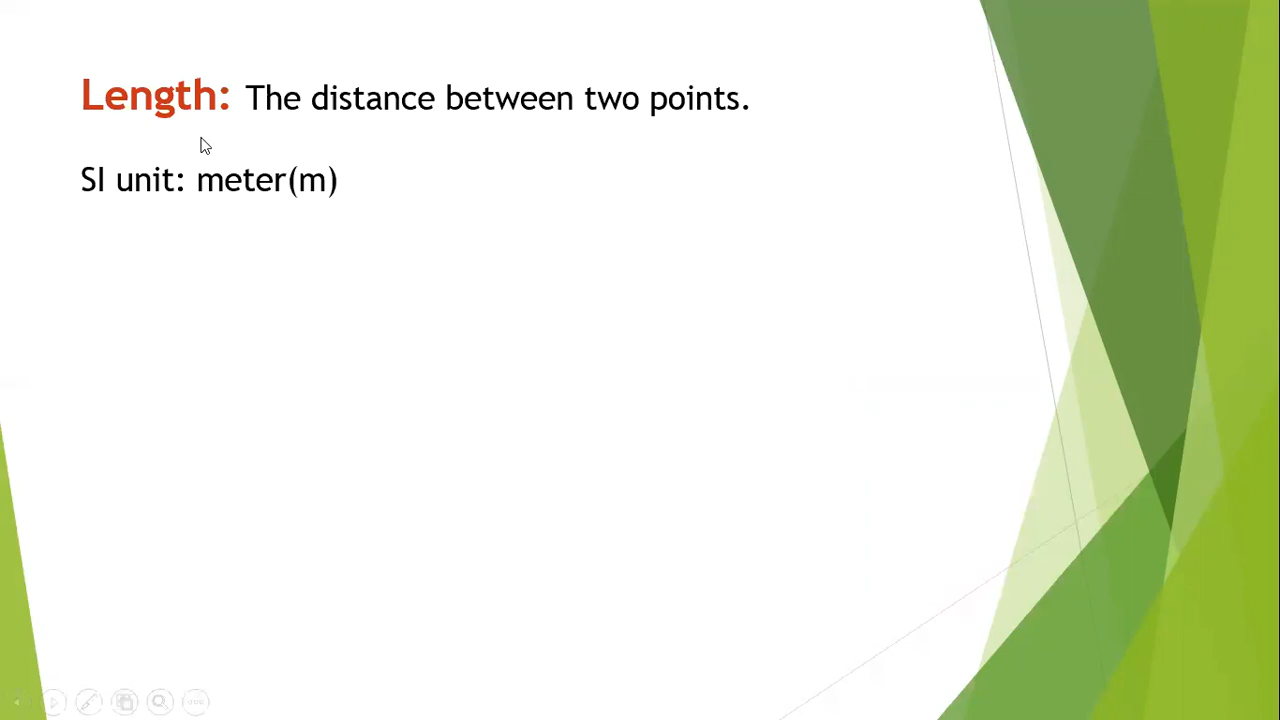 Length: The distance between two points.
SI unit: meter(m)